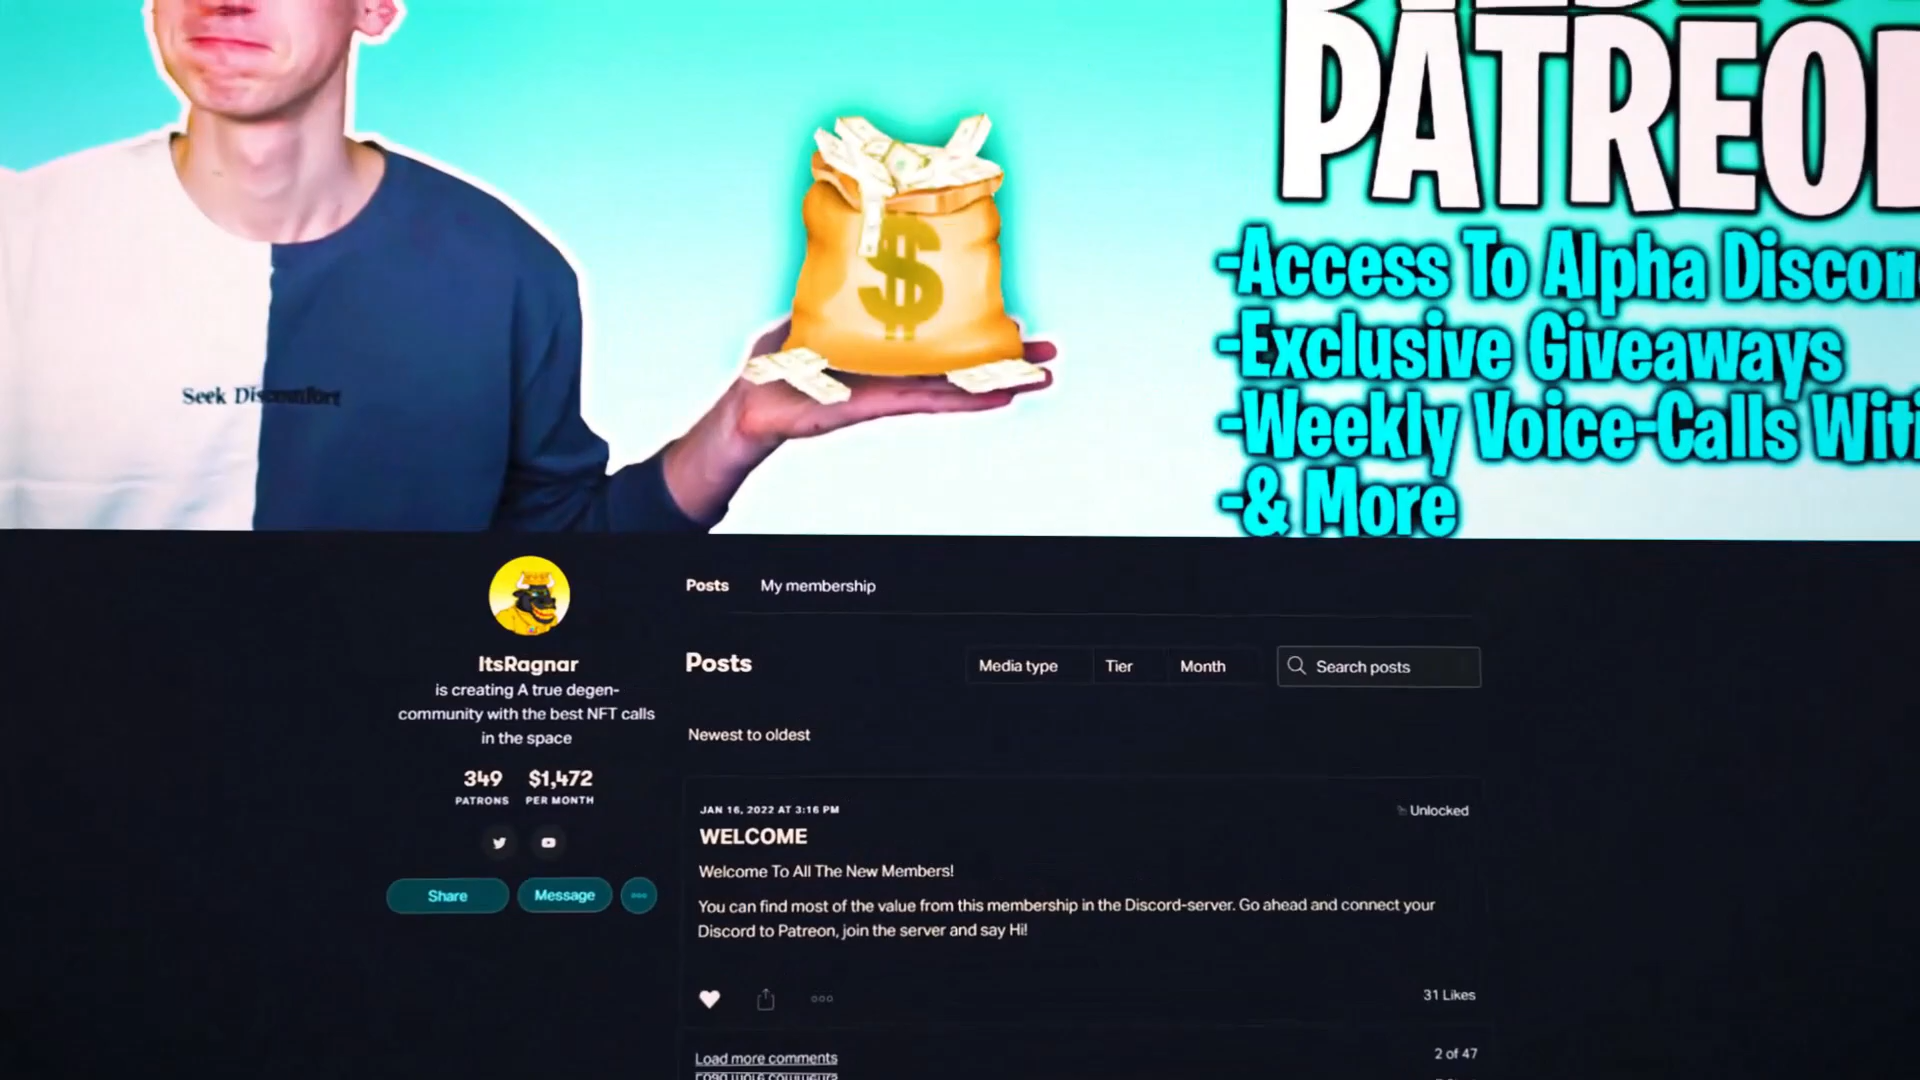 PATREON
-Access To Alpha Discord
-Exclusive Giveaways
-Weekly Voice-Calls With
-& More
$
Seek Discomfort
Posts My membership
ItsRagnar
is creating A true degen-
community with the best NFT calls
in the space
349 $1,472
PATRONS PER MONTH
Share Message
Posts
Media type Tier Month Search posts
Newest to oldest
JAN 16, 2022 AT 3:16 PM Unlocked
WELCOME
Welcome To All The New Members!
You can find most of the value from this membership in the Discord-server. Go ahead and connect your
Discord to Patreon, join the server and say Hi!
31 Likes
Load more comments 2 of 47